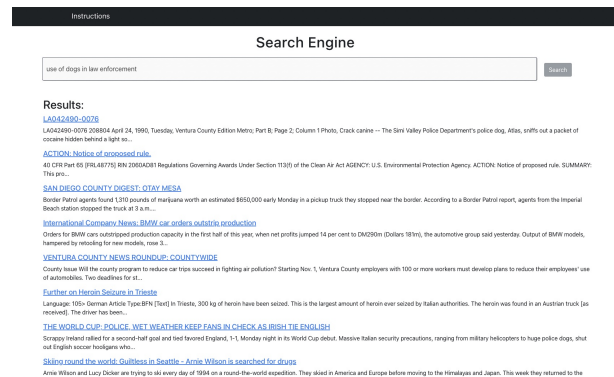 Instructions
Search Engine
use of dogs in law enforcement
Search
Results:
LA042490-0076
LA042490-0076 208804 April 24, 1990, Tuesday, Ventura County Edition Metro; Part B; Page 2; Column 1 Photo, Crack canine -- The Simi Valley Police Department's police dog, Atlas, sniffs out a packet of
cocaine hidden behind a light so...
ACTION: Notice of proposed rule.
40 CFR Part 65 [FRL48775] RIN 2060AD81 Regulations Governing Awards Under Section 113(f) of the Clean Air Act AGENCY: U.S. Environmental Protection Agency. ACTION: Notice of proposed rule. SUMMARY:
This pro...
SAN DIEGO COUNTY DIGEST: OTAY MESA
Border Patrol agents found 1,310 pounds of marijuana worth an estimated $650,000 early Monday in a pickup truck they stopped near the border. According to a Border Patrol report, agents from the Imperial
Beach station stopped the truck at 3 a.m....
International Company News: BMW car orders outstrip production
Orders for BMW cars outstripped production capacity in the first half of this year, when net profits jumped 14 per cent to DM290m (Dollars 181m), the automotive group said yesterday. Output of BMW models,
hampered by retooling for new models, rose 3...
VENTURA COUNTY NEWS ROUNDUP: COUNTYWIDE
County Issue Will the county program to reduce car trips succeed in fighting air pollution? Starting Nov. 1, Ventura County employers with 100 or more workers must develop plans to reduce their employees' use
of automobiles. Two deadlines for st...
Further on Heroin Seizure in Trieste
Language: 105> German Article Type:BFN [Text] In Trieste, 300 kg of heroin have been seized. This is the largest amount of heroin ever seized by Italian authorities. The heroin was found in an Austrian truck [as
received]. The driver has been...
THE WORLD CUP; POLICE, WET WEATHER KEEP FANS IN CHECK AS IRISH TIE ENGLISH
Scrappy Ireland rallied for a second-half goal and tied favored England, 1-1, Monday night in its World Cup debut. Massive Italian security precautions, ranging from military helicopters to huge police dogs, shut
out English soccer hooligans who...
Skiing round the world: Guiltless in Seattle - Arnie Wilson is searched for drugs
Arnie Wilson and Lucy Dicker are trying to ski every day of 1994 on a round-the-world expedition. They skied in America and Europe before moving to the Himalayas and Japan. This week they returned to the